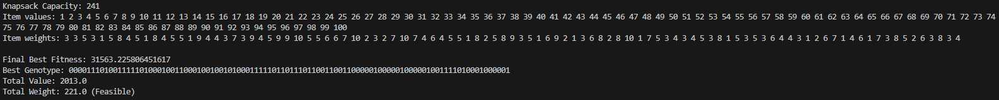 Knapsack Capacity: 241
Item values: 1 2 3 4 5 6 7 8 9 10 11 12 13 14 15 16 17 18 19 20 21 22 23 24 25 26 27 28 29 30 31 32 33 34 35 36 37 38 39 40 41 42 43 44 45 46 47 48 49 50 51 52 53 54 55 56 57 58 59 60 61 62 63 64 65 66 67 68 69 70 71 72 73 74
75 76 77 78 79 80 81 82 83 84 85 86 87 88 89 90 91 92 93 94 95 96 97 98 99 100
Item weights: 3 3 5 3 1 5 8 4 5 1 8 4 5 5 1 9 4 4 3 7 3 9 4 5 9 9 10 5 5 6 6 7 10 2 3 2 7 10 7 4 6 4 5 5 1 8 2 5 8 9 3 5 1 6 9 2 1 3 6 8 2 8 10 1 7 5 3 4 3 4 5 3 8 1 5 3 5 3 6 4 4 3 1 2 6 7 1 4 6 1 7 3 8 5 2 6 3 8 3 4
Final Best Fitness: 31563.225806451617
Best Genotype: 0000111010011111010001001100010010010100011111011011101100110011000001000001000001001111010001000001
Total Value: 2013.0
Total Weight: 221.0 (Feasible)